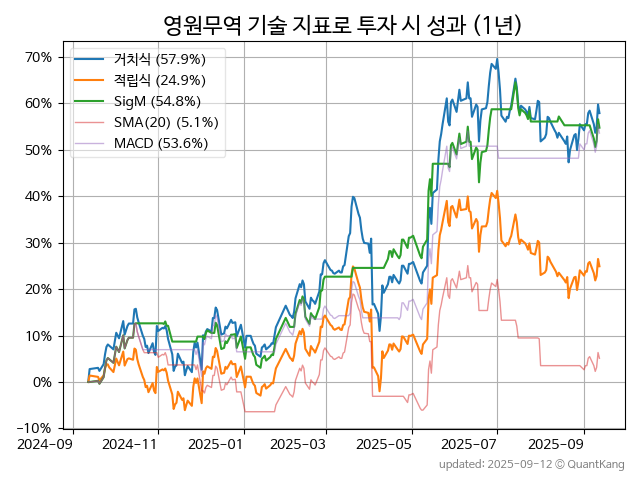 영원무역 기술 지표로 투자 시 성과 (1년)
70%
60%
50%
40%
30%
20%
10%
0%
−10%
거치식 (57.9%)
적립식 (24.9%)
SigM (54.8%)
SMA(20) (5.1%)
MACD (53.6%)
2024-09
2024-11
2025-01
2025-03
2025-05
2025-07
2025-09
updated: 2025-09-12 © QuantKang